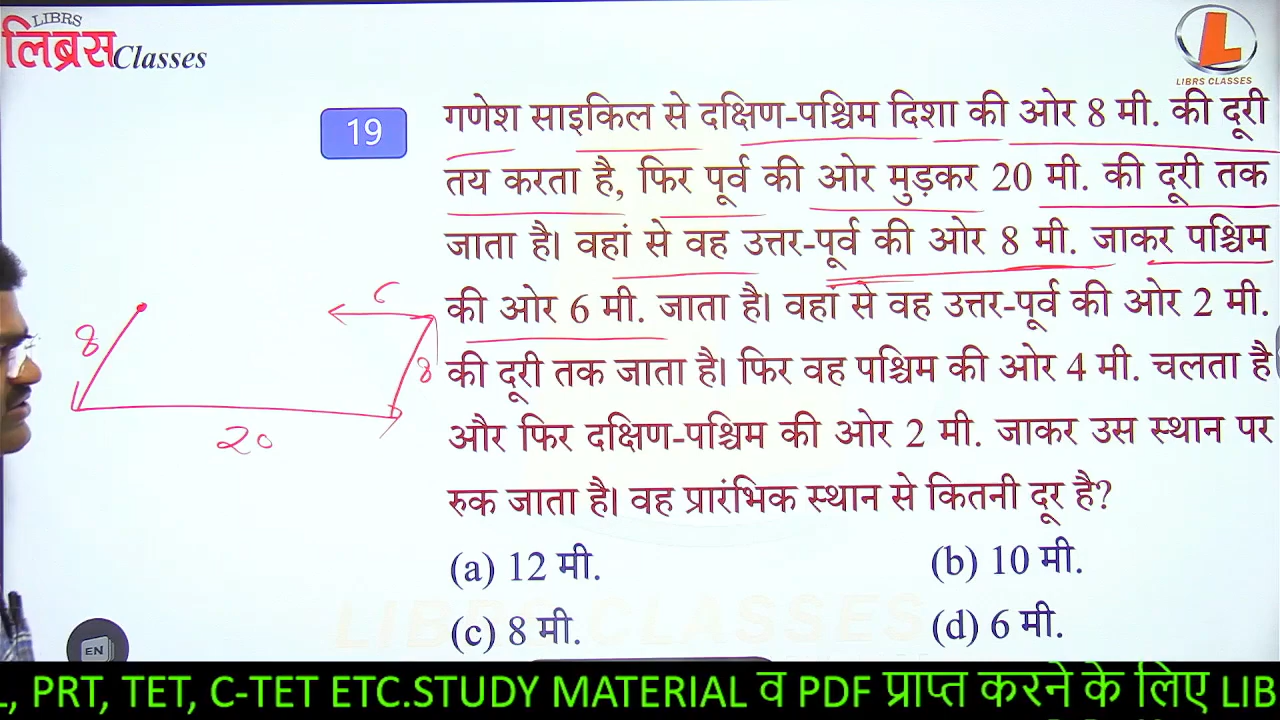 LIBRS
लिब्रस Classes
L
LIBRS CLASSES
19
गणेश साइकिल से दक्षिण-पश्चिम दिशा की ओर 8 मी. की दूरी
तय करता है, फिर पूर्व की ओर मुड़कर 20 मी. की दूरी तक
जाता है। वहां से वह उत्तर-पूर्व की ओर 8 मी. जाकर पश्चिम
की ओर 6 मी. जाता है। वहां से वह उत्तर-पूर्व की ओर 2 मी.
की दूरी तक जाता है। फिर वह पश्चिम की ओर 4 मी. चलता है
और फिर दक्षिण-पश्चिम की ओर 2 मी. जाकर उस स्थान पर
रुक जाता है। वह प्रारंभिक स्थान से कितनी दूर है?
(a) 12 मी.
(b) 10 मी.
(c) 8 मी.
(d) 6 मी.
8
8
20
LIBRS CLASSES
EN
PRT, TET, C-TET ETC.STUDY MATERIAL व PDF प्राप्त करने के लिए LIB